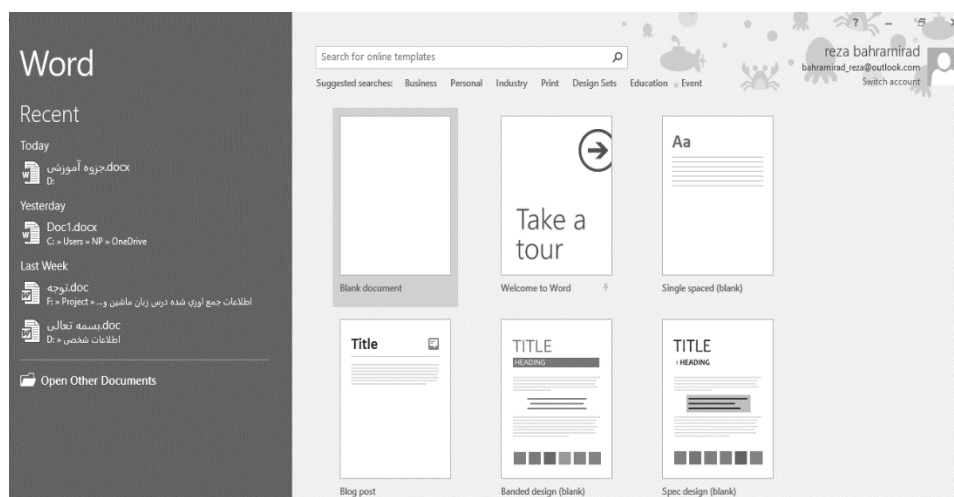 Word
Recent
Today
جزوه آموزشی.docx
D:
Yesterday
Doc1.docx
C: » Users » NP » OneDrive
Last Week
توجه.doc
F: » Project » ...اطلاعات جمع اوري شده درس زبان ماشین و
بسمه تعالی.doc
D: » اطلاعات شخصی
Open Other Documents
Search for online templates
Suggested searches: Business Personal Industry Print Design Sets Education Event
?
reza bahramirad
bahramirad_reza@outlook.com
Switch account
Take a
tour
Aa
Blank document
Welcome to Word
Single spaced (blank)
Title
TITLE
HEADING
TITLE
HEADING
Blog post
Banded design (blank)
Spec design (blank)